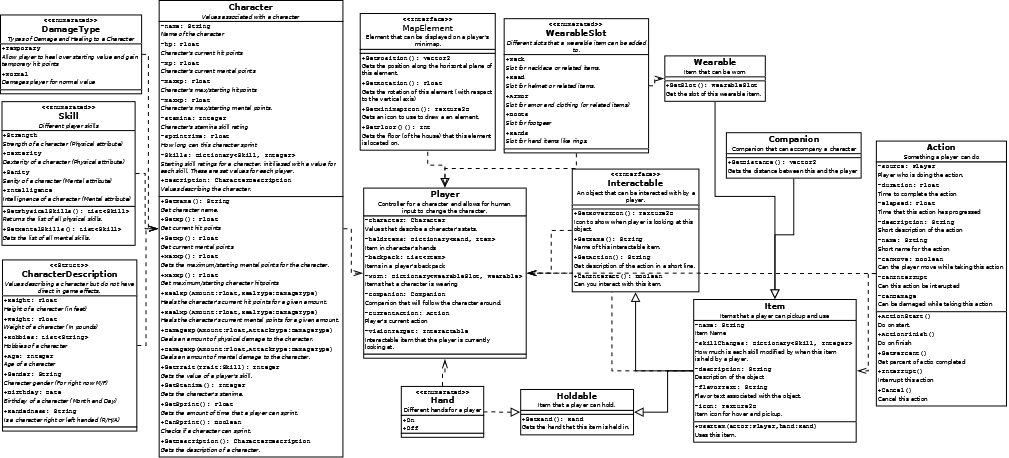 <<Enumerated>>
DamageType
Types of Damage and Healing to a Character
+Temporary
Allow player to heal over starting value and gain
temporary hit points
+Normal
Damages player for normal value
<<Enumerated>>
Skill
Different player skills
+Strength
Strength of a character (Physical attribute)
+Dexterity
Dexterity of a character (Physical attribute)
+Sanity
Sanity of a character (Mental attribute)
+Intelligence
Intelligennce of a character (Mental attribute)
+GetPhysicalSkills(): List<Skill>
Returns the list of all physical skills.
+GetMentalSkills(): List<Skill>
Gets the list of all mental skills.
<<Struct>>
CharacterDescription
Values describing a character but do not have
direct in game effects.
+Height: Float
Height of a character (in feet)
+Weight: Float
Weight of a character (in pounds)
+Hobbies: List<String>
Hobbies of a character
+Age: Integer
Age of a character
+Gender: String
Character gender (For right now M/F)
+Birthday: Date
Birthday of a character (Month and Day)
+Handedness: String
Is a character right or left handed (R/H/A)
Character
Values associated with a character
-name: String
Name of the character
-hp: Float
Character's current hit points
-mp: Float
Character's current mental points
-maxHp: Float
Character's max/starting hitpoints
-maxMp: Float
Character's max/starting mental points.
-stamina: Integer
Character's stamina skill rating
-sprintTime: Float
How long can this character sprint
-Skills: Dictionary<Skill, Integer>
Starting skill ratings for a character. initiliased with a value for
each skill. These are set values for each player.
+Description: CharacterDescription
Values describing the character.
+GetName(): String
Get character name.
+GetHp(): Float
Get current hit points
+GetMp(): Float
Get current mental points
+MaxMp(): Float
Gets the maximum/starting mental points for the character.
+MaxHp(): Float
Get maximum/starting character hitpoints
+HealHp(Amount:Float,HealType:DamageType)
Heals the character's current hit points for a given amount.
+HealMp(Amount:Float,HealType:DamageType)
Heals the character's current mental points for a given amount.
+DamageHp(Amount:Float,AttackType:DamageType)
Deals an amount of physical damage to the character.
+DamageMp(Amount:Float,AttackType:DamageType)
Deals an amount of mental damage to the character.
+GetTrait(Trait:Skill): Integer
Gets the value of a player's skill.
+GetStamina(): Integer
Gets the character's stamina.
+GetSprint(): Float
Gets the amount of time that a player can sprint.
+CanSprint(): Boolean
Checks if a character can sprint.
+GetDescription(): CharacterDescription
Gets the description of a character.
<<Interface>>
MapElement
Element that can be displayed on a player's
minimap.
+GetPosition(): Vector2
Gets the position along the horizontal plane of
this element.
+GetRotation(): Float
Gets the rotation of this element (with respect
to the vertical axis)
+GetMinimapIcon(): Texture2D
Gets an icon to use to draw an element.
+GetFloor(): Int
Gets the floor (of the house) that this element
is located on.
<<Enumerated>>
WearableSlot
Different slots that a wearable item can be added
to.
+Neck
Slot for necklace or related items.
+Head
Slot for helmet or related items.
+Armor
Slot for armor and clothing (or related items)
+Boots
Slot for footgear
+Hands
Slot for hand items like rings
Wearable
Item that can be worn
+GetSlot(): WearableSlot
Get the slot of this wearable item.
Companion
Companion that can accompany a character
+GetDistance(): Vector2
Gets the distance between this and the player
Player
Controller for a character and allows for human
input to change the character.
-character: Character
Values that describe a character's stats.
-heldItems: Dictionary<Hand, Item>
Item in character's hands
-backpack: List<Item>
Items in a player's backpack
-worn: Dictionary<WearableSlot, Wearable>
Items that a character is wearing.
-companion: Companion
Companion that will follow the character around.
-currentAction: Action
Player's current action
-visionTarget: Interactable
Interactable item that the player is currently
looking at.
<<Interface>>
Interactable
An object that can be interacted with by a
player.
+GetHoverIcon(): Texture2D
Icon to show when player is looking at this
object.
+GetName(): String
Name of this interactable item.
+GetAction(): String
Get description of the action in a short line.
+CanInteract(): Boolean
Can you interact with this item.
<<Enumerated>>
Hand
Different hands for a player
+On
+Off
Holdable
Item that a player can hold.
+GetHand(): Hand
Gets the hand that this item is held in.
Item
Items that a player can pickup and use
-name: String
Item Name
-skillChanges: Dictionary<Skill, Integer>
How much is each skill modified by when this item
is held by a player.
-description: String
Description of the object
-flavorText: String
Flavor text associated with the object.
-icon: Texture2D
Item icon for hover and pickup.
+UseItem(actor:Player,hand:Hand)
Uses this item.
Action
Something a player can do
-source: Player
Player who is doing the action.
-duration: Float
Time to complete the action
-elapsed: Float
Time that this action has progressed
-description: String
Short description of the action
-name: String
Short name for the action
-canMove: Boolean
Can the player move while taking this action
-canInterrupt
Can this action be interupted
-canDamage
Can be damaged while taking this action
+ActionStart()
Do on start.
+ActionFinish()
Do on finish
+GetPercent()
Get percent of actio completed
+Interrupt()
Interrupt this action
+Cancel()
Cancel this action